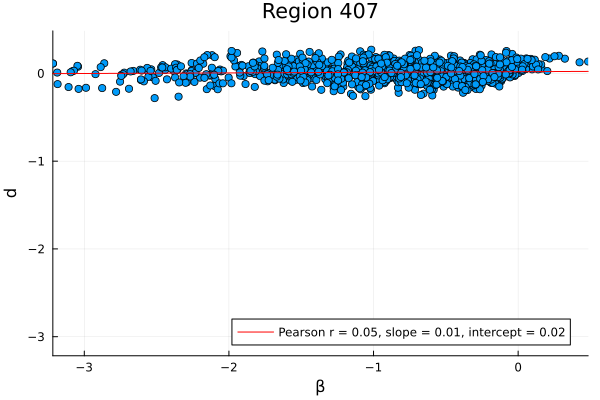 Region 407
d
0
−1
−2
−3
−3 −2 −1 0
β
Pearson r = 0.05, slope = 0.01, intercept = 0.02